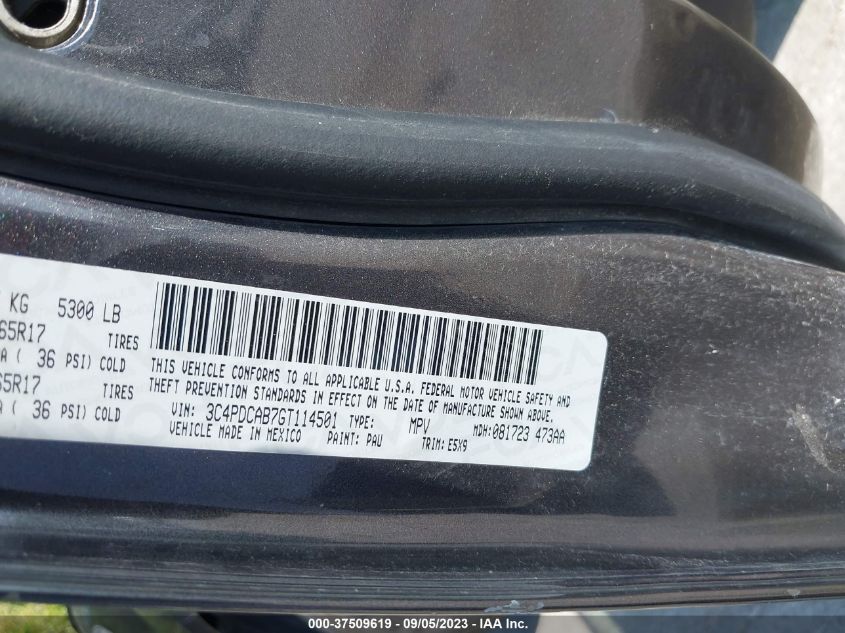 KG 5300 LB
65R17 TIRES
A ( 36 PSI) COLD
65R17 TIRES
A ( 36 PSI) COLD
THIS VEHICLE CONFORMS TO ALL APPLICABLE U.S.A. FEDERAL MOTOR VEHICLE SAFETY AND
THEFT PREVENTION STANDARDS IN EFFECT ON THE DATE OF MANUFACTURE SHOWN ABOVE.
VIN: 3C4PDCAB7GT114501 TYPE: MPV MDH:081723 473AA
VEHICLE MADE IN MEXICO PAINT: PAU TRIM: E5X9
000-37509619 - 09/05/2023 - IAAI.com